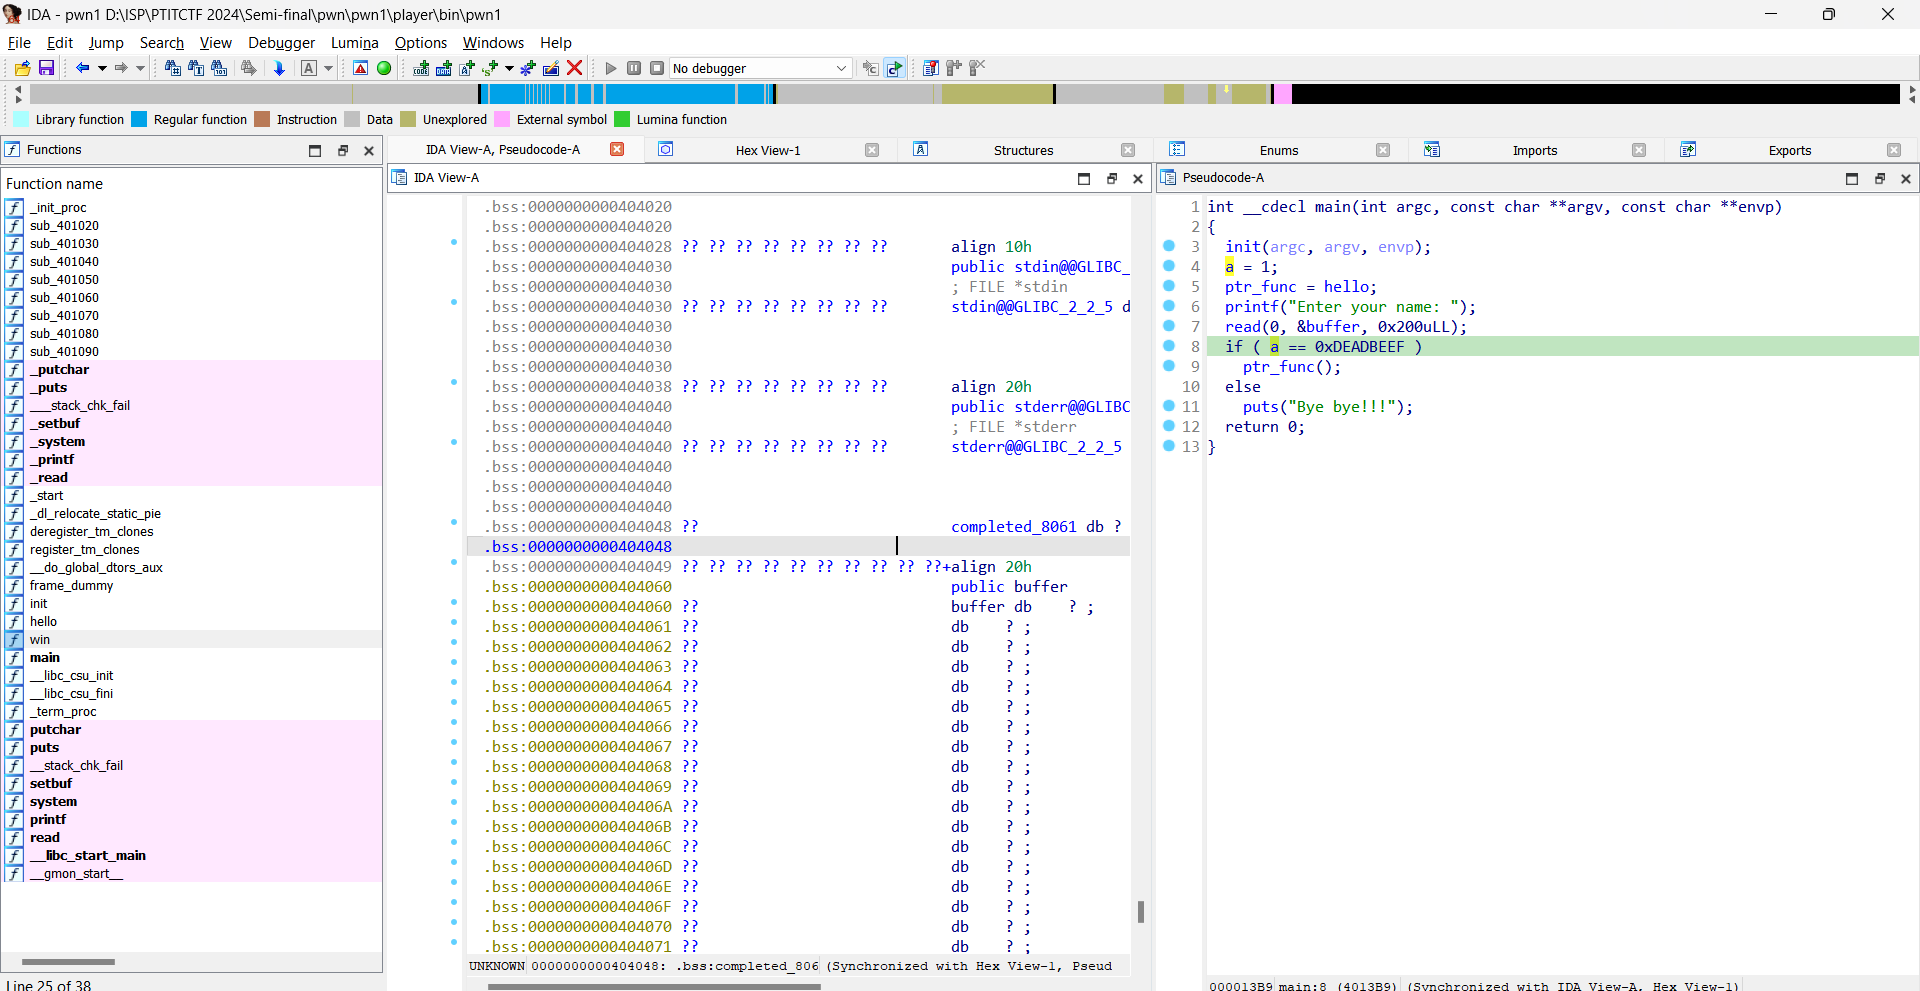 IDA - pwn1 D:\ISP\PTITCTF 2024\Semi-final\pwn\pwn1\player\bin\pwn1
File Edit Jump Search View Debugger Lumina Options Windows Help
No debugger
Library function Regular function Instruction Data Unexplored External symbol Lumina function
Functions
Function name
_init_proc
sub_401020
sub_401030
sub_401040
sub_401050
sub_401060
sub_401070
sub_401080
sub_401090
_putchar
_puts
___stack_chk_fail
_setbuf
_system
_printf
_read
_start
_dl_relocate_static_pie
deregister_tm_clones
register_tm_clones
__do_global_dtors_aux
frame_dummy
init
hello
win
main
__libc_csu_init
__libc_csu_fini
_term_proc
putchar
puts
__stack_chk_fail
setbuf
system
printf
read
__libc_start_main
__gmon_start__
Line 25 of 38
IDA View-A, Pseudocode-A Hex View-1 Structures Enums Imports Exports
IDA View-A
.bss:0000000000404020
.bss:0000000000404020
.bss:0000000000404028 ?? ?? ?? ?? ?? ?? ?? ?? align 10h
.bss:0000000000404030 public stdin@@GLIBC_
.bss:0000000000404030 ; FILE *stdin
.bss:0000000000404030 ?? ?? ?? ?? ?? ?? ?? ?? stdin@@GLIBC_2_2_5 d
.bss:0000000000404030
.bss:0000000000404030
.bss:0000000000404030
.bss:0000000000404038 ?? ?? ?? ?? ?? ?? ?? ?? align 20h
.bss:0000000000404040 public stderr@@GLIBC
.bss:0000000000404040 ; FILE *stderr
.bss:0000000000404040 ?? ?? ?? ?? ?? ?? ?? ?? stderr@@GLIBC_2_2_5
.bss:0000000000404040
.bss:0000000000404040
.bss:0000000000404040
.bss:0000000000404048 ?? completed_8061 db ?
.bss:0000000000404048
.bss:0000000000404049 ?? ?? ?? ?? ?? ?? ?? ?? ?? ??+align 20h
.bss:0000000000404060 public buffer
.bss:0000000000404060 ?? buffer db ? ;
.bss:0000000000404061 ?? db ? ;
.bss:0000000000404062 ?? db ? ;
.bss:0000000000404063 ?? db ? ;
.bss:0000000000404064 ?? db ? ;
.bss:0000000000404065 ?? db ? ;
.bss:0000000000404066 ?? db ? ;
.bss:0000000000404067 ?? db ? ;
.bss:0000000000404068 ?? db ? ;
.bss:0000000000404069 ?? db ? ;
.bss:000000000040406A ?? db ? ;
.bss:000000000040406B ?? db ? ;
.bss:000000000040406C ?? db ? ;
.bss:000000000040406D ?? db ? ;
.bss:000000000040406E ?? db ? ;
.bss:000000000040406F ?? db ? ;
.bss:0000000000404070 ?? db ? ;
.bss:0000000000404071 ?? db ? ;
UNKNOWN 0000000000404048: .bss:completed_806 (Synchronized with Hex View-1, Pseud
Pseudocode-A
1 int __cdecl main(int argc, const char **argv, const char **envp)
2 {
3 init(argc, argv, envp);
4 a = 1;
5 ptr_func = hello;
6 printf("Enter your name: ");
7 read(0, &buffer, 0x200uLL);
8 if ( a == 0xDEADBEEF )
9 ptr_func();
10 else
11 puts("Bye bye!!!");
12 return 0;
13 }
000013B9 main:8 (4013B9) (Synchronized with IDA View-A, Hex View-1)